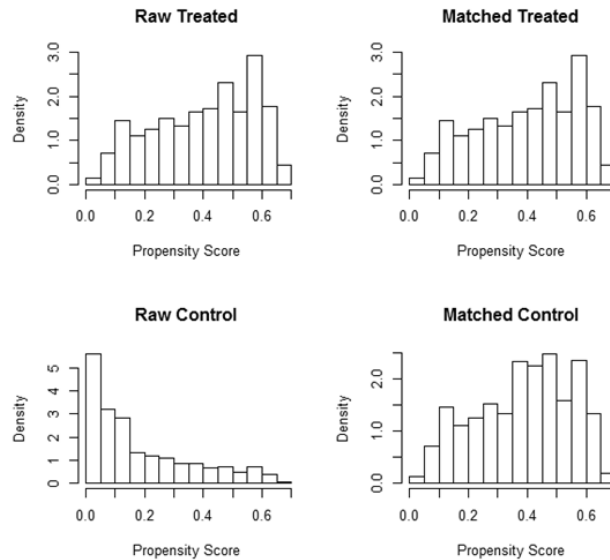 Raw Treated
Density
0.0 1.0 2.0 3.0
0.0 0.2 0.4 0.6
Propensity Score
Matched Treated
Density
0.0 1.0 2.0 3.0
0.0 0.2 0.4 0.6
Propensity Score
Raw Control
Density
0 1 2 3 4 5
0.0 0.2 0.4 0.6
Propensity Score
Matched Control
Density
0.0 1.0 2.0
0.0 0.2 0.4 0.6
Propensity Score